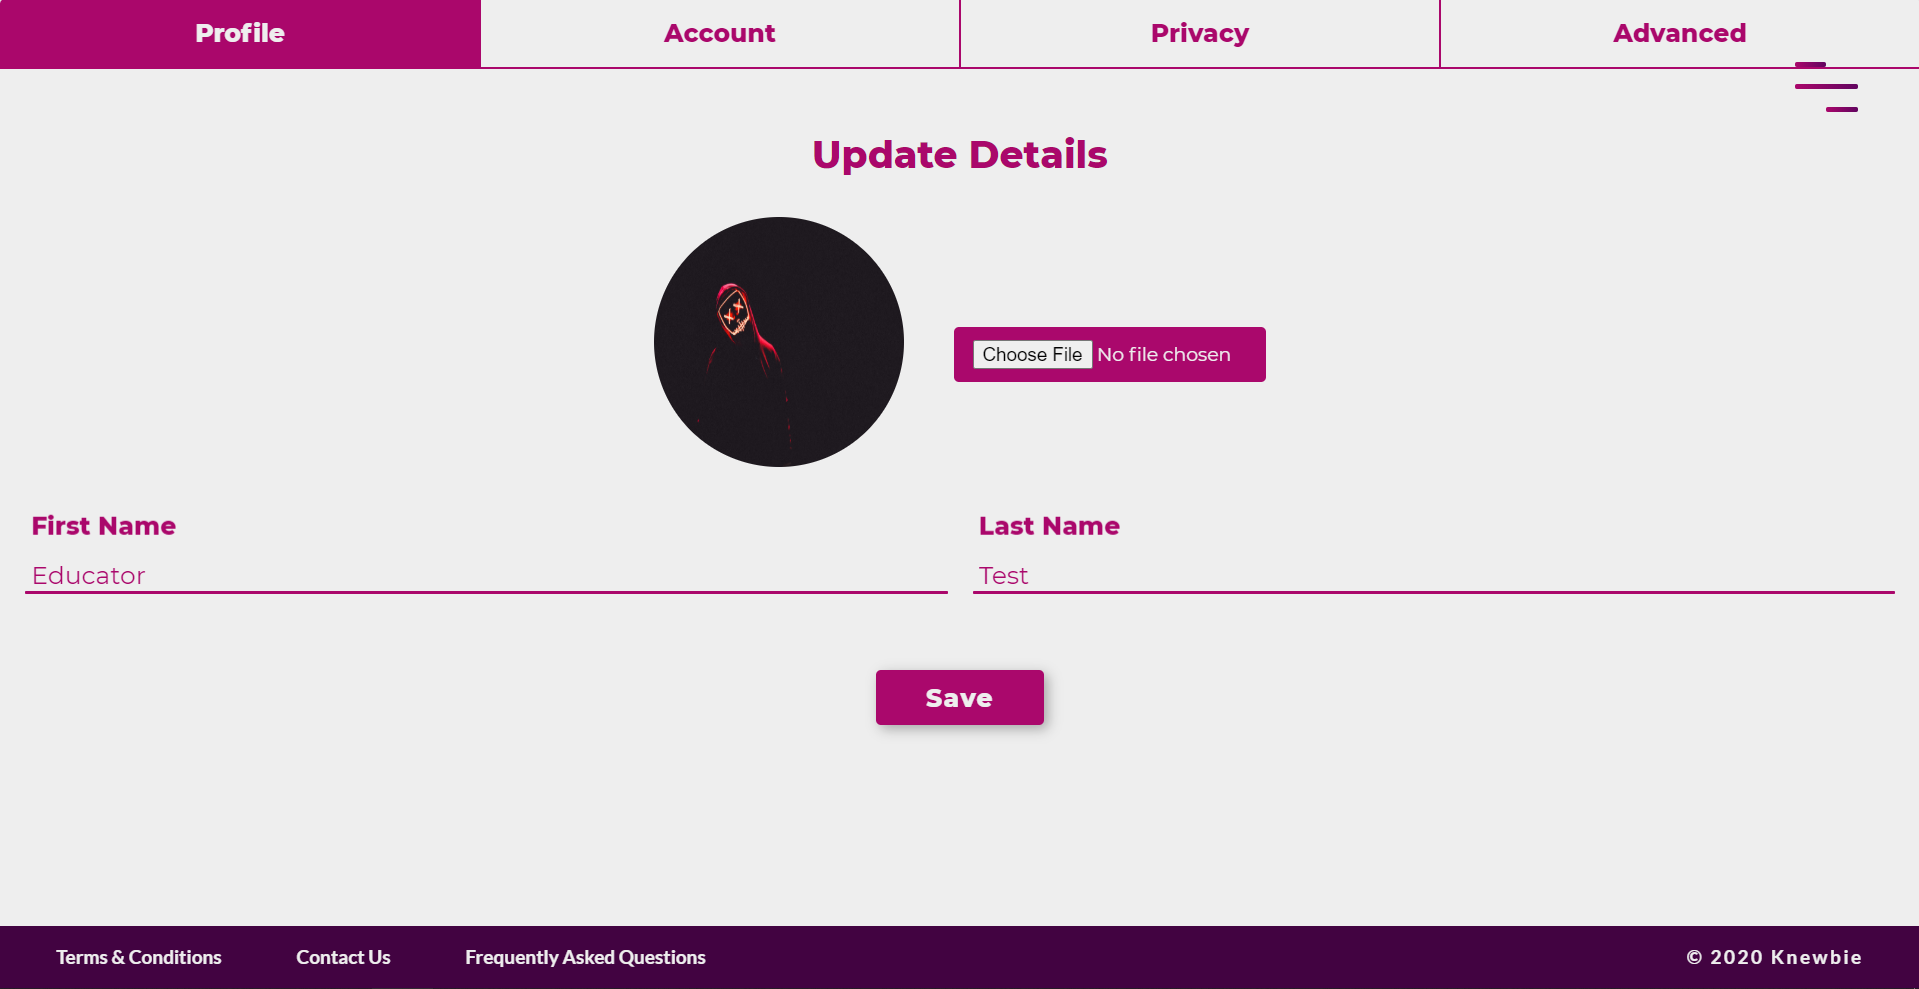 Profile
Account
Privacy
Advanced
Update Details
Choose File No file chosen
First Name
Last Name
Educator
Test
Save
Terms & Conditions
Contact Us
Frequently Asked Questions
© 2020 Knewbie